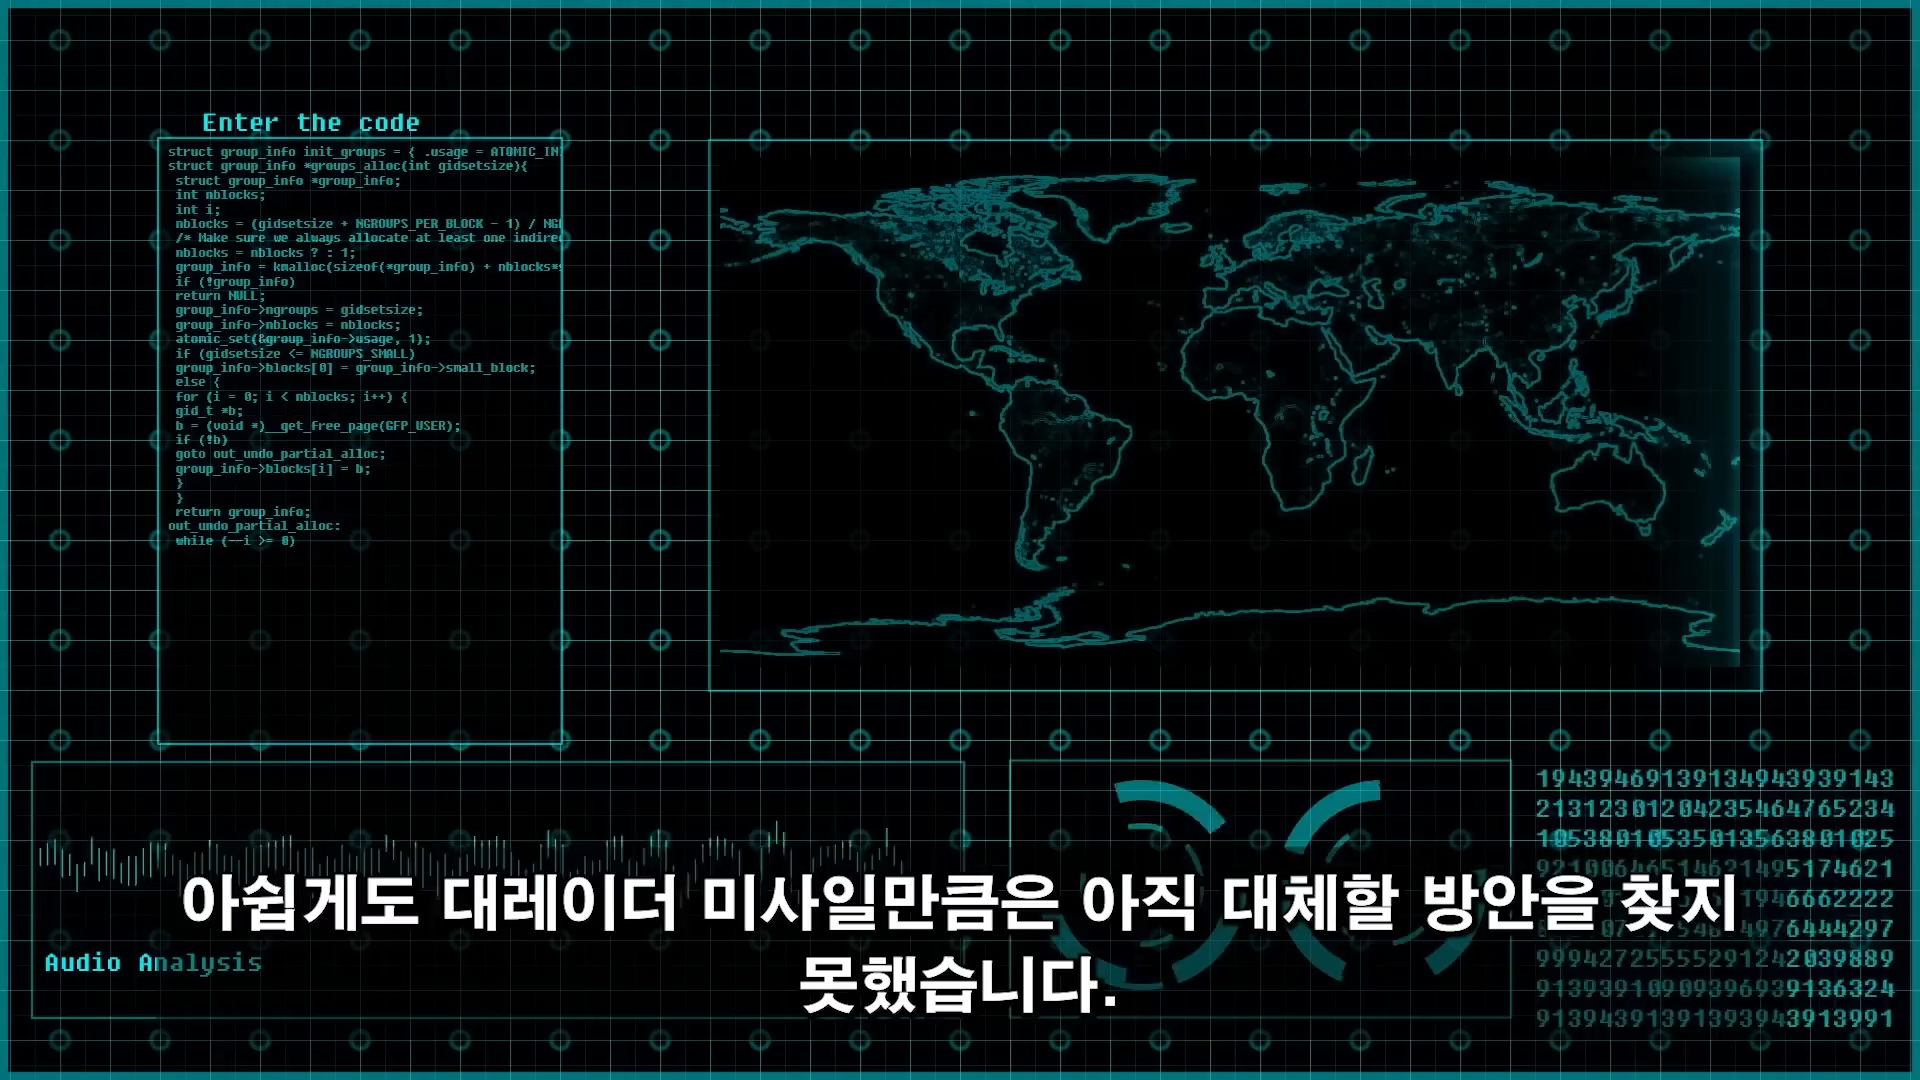 Enter the code
struct group_info init_groups = { .usage = ATOMIC_IN
struct group_info *groups_alloc(int gidsetsize){
struct group_info *group_info;
int nblocks;
int i;
nblocks = (gidsetsize + NGROUPS_PER_BLOCK - 1) /
/* Make sure we always allocate at least one
nblocks = nblocks ? : 1;
group_info = kmalloc(sizeof(*group_info) +
if (!group_info)
return NULL;
group_info->ngroups = gidsetsize;
group_info->nblocks = nblocks;
atomic_set(&group_info->usage, 1);
if (gidsetsize <= NGROUPS_SMALL)
group_info->blocks[0] = group_info->small_block;
else {
for (i = 0; i < nblocks; i++) {
gid_t *b;
b = (void *)__get_free_page(GFP_USER);
if (!b)
goto out_undo_partial_alloc;
group_info->blocks[i] = b;
}
}
return group_info;
out_undo_partial_alloc:
while (--i >= 0)
Audio Analysis
19439469139134943939143
21312301204235464765234
10538010535013563801025
아쉽게도 대레이더 미사일만큼은 아직 대체할 방안을 찾지
못했습니다.
99942725555291242039889
91393910909396939136324
91394391391393943913991